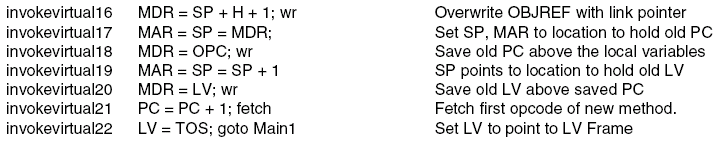 invokevirtual16 MDR = SP + H + 1; wr Overwrite OBJREF with link pointer
invokevirtual17 MAR = SP = MDR; Set SP, MAR to location to hold old PC
invokevirtual18 MDR = OPC; wr Save old PC above the local variables
invokevirtual19 MAR = SP = SP + 1 SP points to location to hold old LV
invokevirtual20 MDR = LV; wr Save old LV above saved PC
invokevirtual21 PC = PC + 1; fetch Fetch first opcode of new method.
invokevirtual22 LV = TOS; goto Main1 Set LV to point to LV Frame